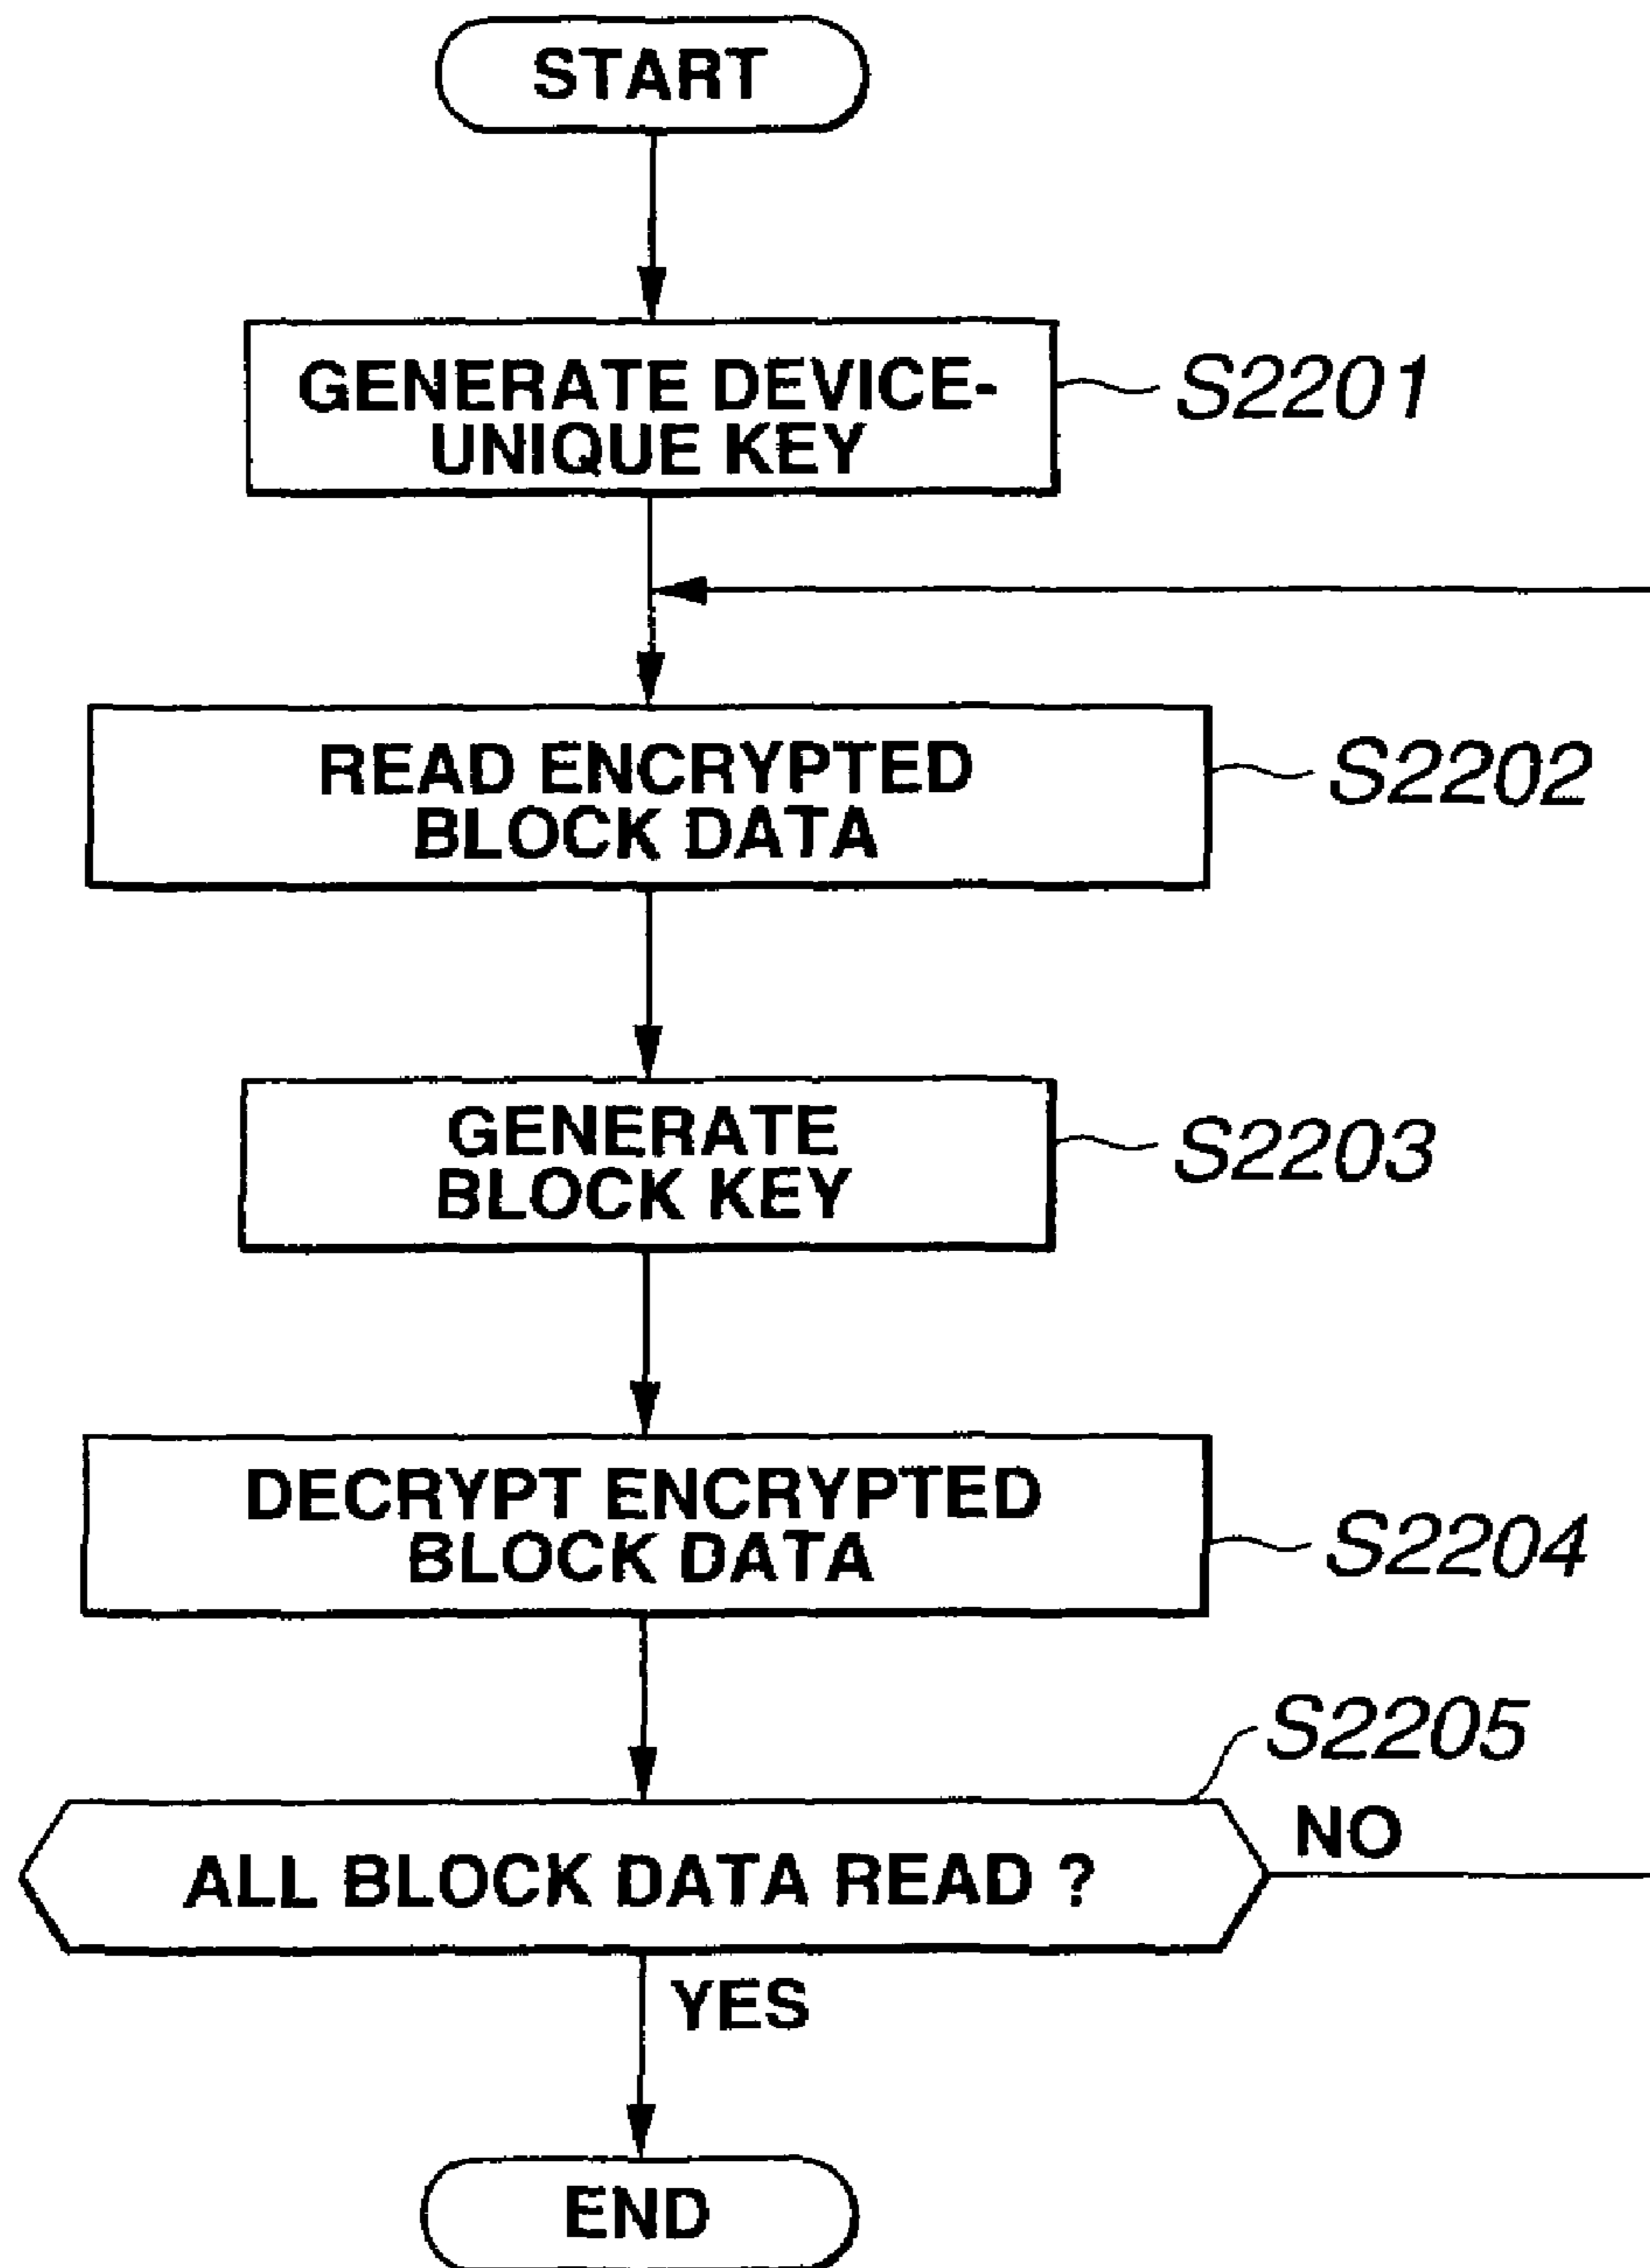 START
GENERATE DEVICE-
UNIQUE KEY
S2201
READ ENCRYPTED
BLOCK DATA
S2202
GENERATE
BLOCK KEY
S2203
DECRYPT ENCRYPTED
BLOCK DATA
S2204
S2205
ALL BLOCK DATA READ ?
NO
YES
END